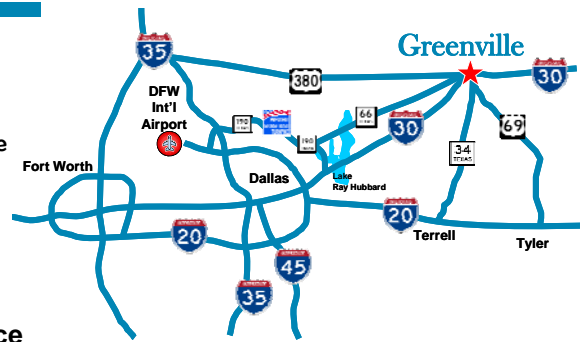 35
Greenville
30
380
DFW
Int'l
Airport
190
66
190
30
e
34
TEXAS
69
Fort Worth
Dallas
Lake
Ray Hubbard
20
20
Terrell
Tyler
45
35
ce